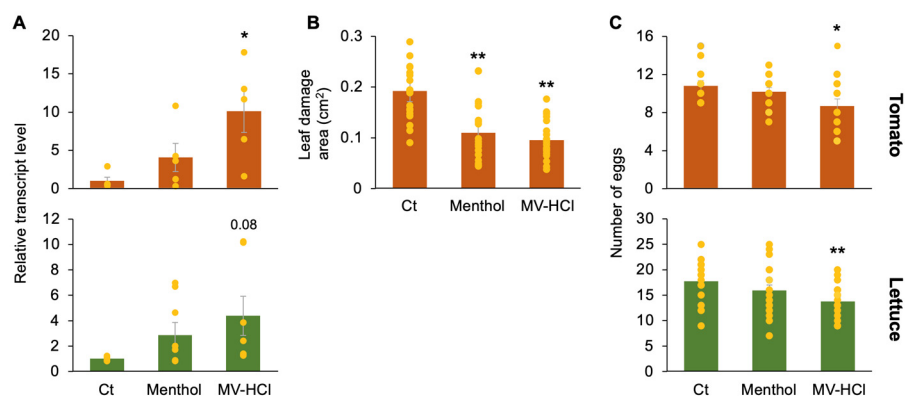 A
Relative transcript level
20
15
10
5
0
*
12
10
8
6
4
2
0
0.08
Ct Menthol MV-HCl
B
Leaf damage
area (cm²)
0.3
0.2
0.1
0
**
**
Ct Menthol MV-HCl
C
Number of eggs
16
12
8
4
0
*
Tomato
30
25
20
15
10
5
0
**
Lettuce
Ct Menthol MV-HCl